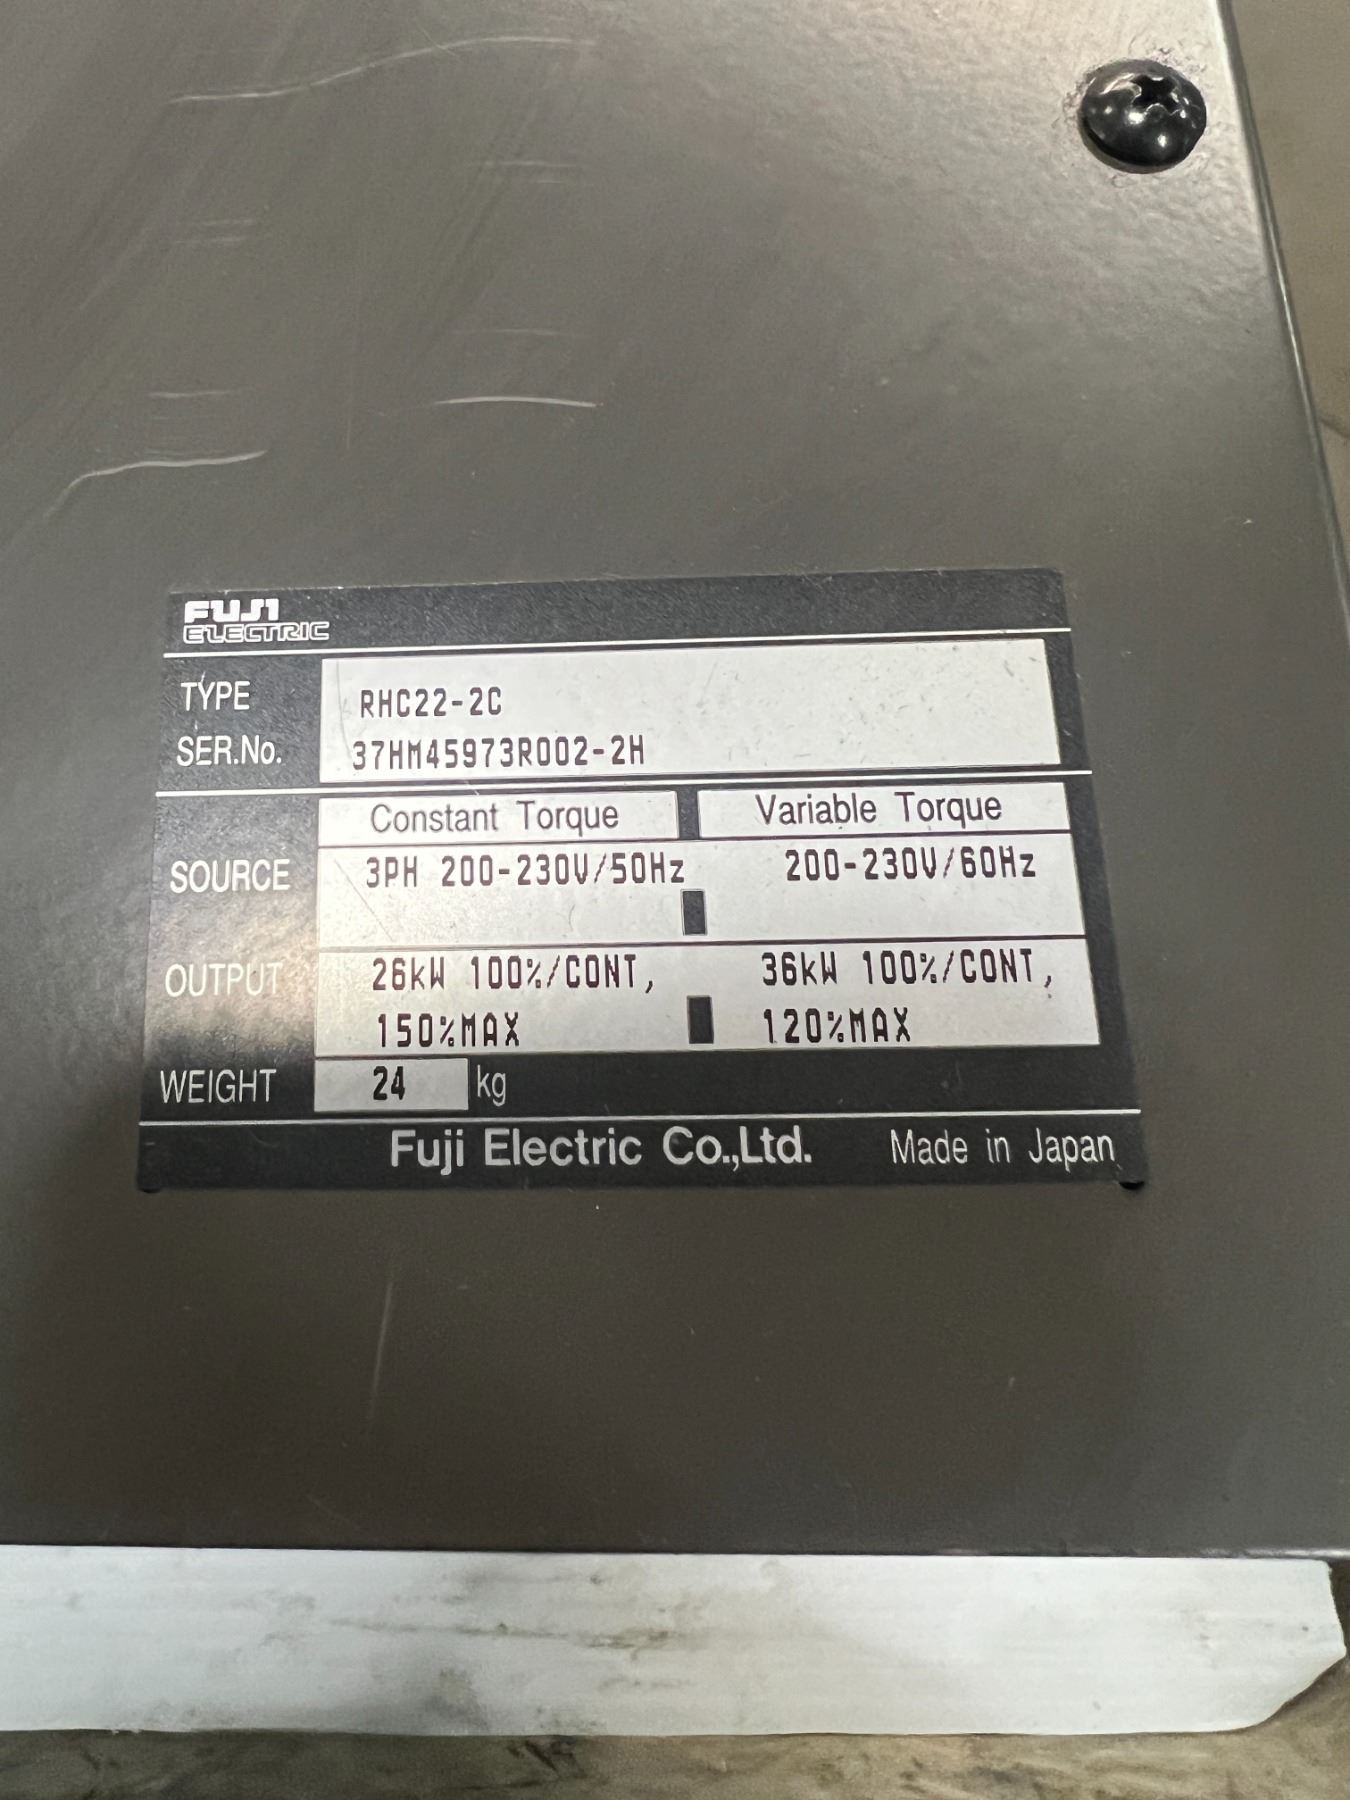 FUJI
ELECTRIC
TYPE RHC22-2C
SER.No. 37HM45973R002-2H
Constant Torque Variable Torque
SOURCE 3PH 200-230V/50Hz 200-230V/60Hz
OUTPUT 26kW 100%/CONT, 36kW 100%/CONT,
150%MAX 120%MAX
WEIGHT 24 kg
Fuji Electric Co.,Ltd. Made in Japan